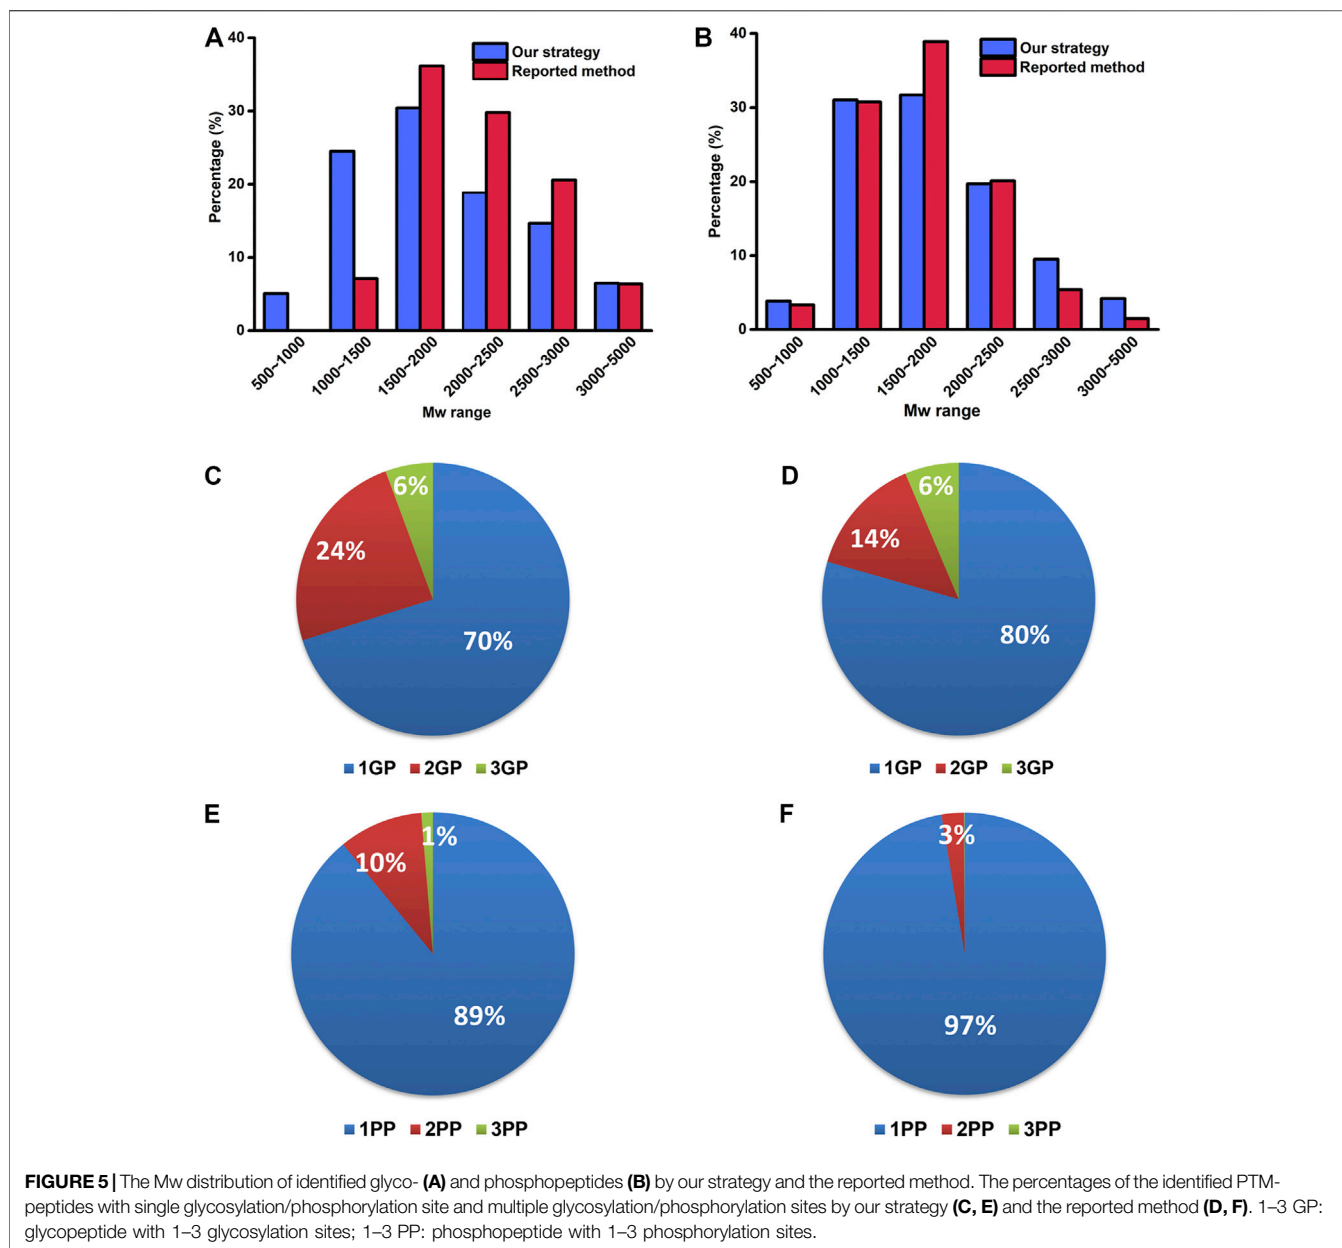 A
40
30
20
10
0
Percentage (%)
Our strategy
Reported method
500~1000
1000~1500
1500~2000
2000~2500
2500~3000
3000~5000
Mw range
B
40
30
20
10
0
Percentage (%)
Our strategy
Reported method
500~1000
1000~1500
1500~2000
2000~2500
2500~3000
3000~5000
Mw range
C
6%
24%
70%
1GP 2GP 3GP
D
6%
14%
80%
1GP 2GP 3GP
E
1%
10%
89%
1PP 2PP 3PP
F
3%
97%
1PP 2PP 3PP
FIGURE 5 | The Mw distribution of identified glyco- (A) and phosphopeptides (B) by our strategy and the reported method. The percentages of the identified PTM-
peptides with single glycosylation/phosphorylation site and multiple glycosylation/phosphorylation sites by our strategy (C, E) and the reported method (D, F). 1–3 GP:
glycopeptide with 1–3 glycosylation sites; 1–3 PP: phosphopeptide with 1–3 phosphorylation sites.